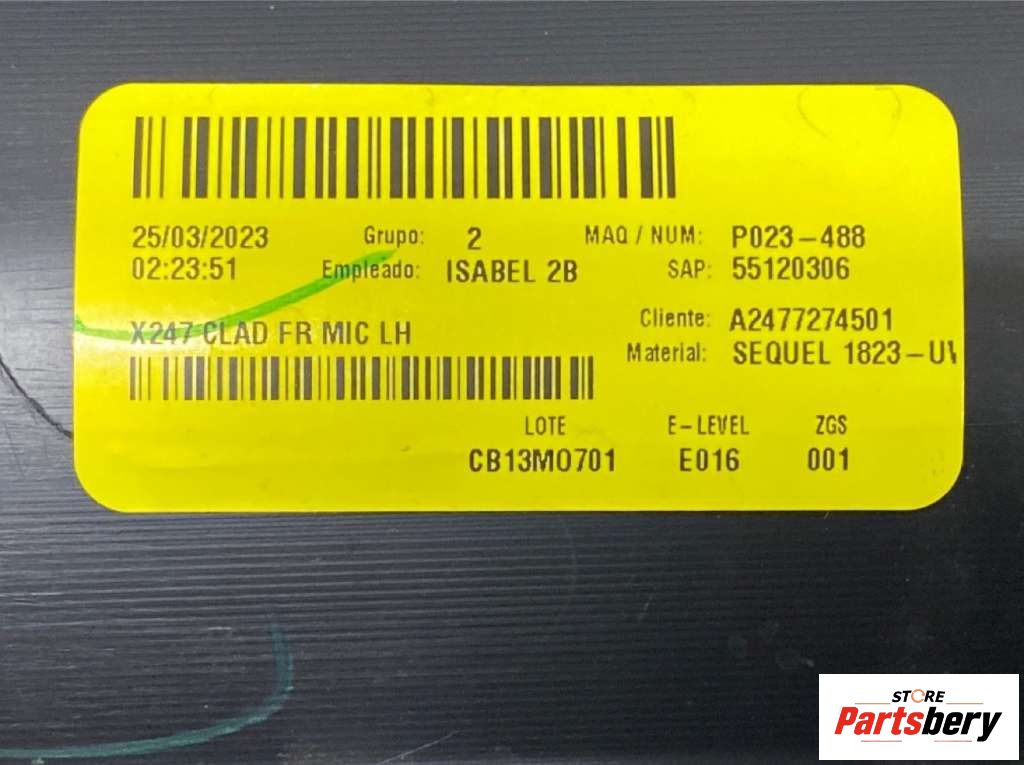 25/03/2023 Grupo: 2 MAQ / NUM: P023-488
02:23:51 Empleado: ISABEL 2B SAP: 55120306
Cliente: A2477274501
X247 CLAD FR MIC LH
Material: SEQUEL 1823-U
LOTE E-LEVEL ZGS
CB13M0701 E016 001
STORE
Partsbery